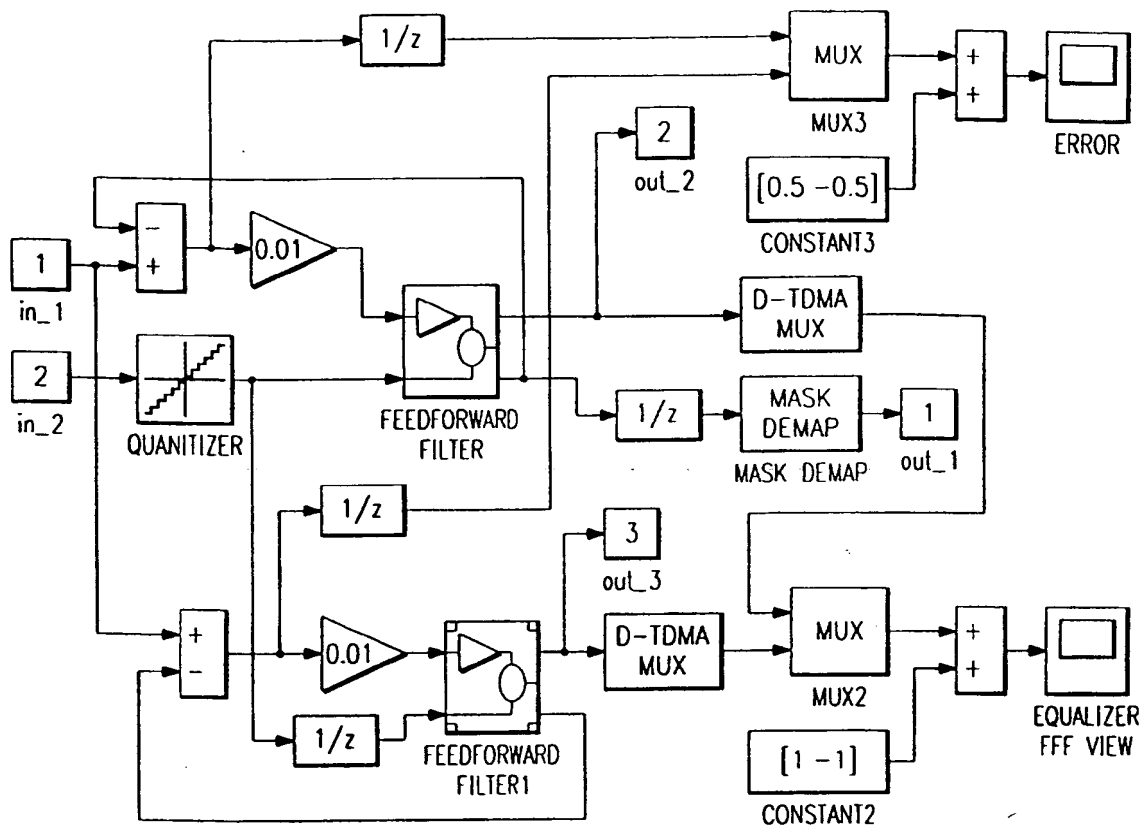 1/z
MUX
MUX3
+
+
ERROR
2
out_2
[0.5 -0.5]
CONSTANT3
-
+
0.01
1
in_1
2
in_2
QUANITIZER
FEEDFORWARD
FILTER
D-TDMA
MUX
1/z
MASK
DEMAP
MASK DEMAP
1
out_1
1/z
3
out_3
+
-
0.01
1/z
FEEDFORWARD
FILTER1
D-TDMA
MUX
MUX
MUX2
+
+
EQUALIZER
FFF VIEW
[1 -1]
CONSTANT2